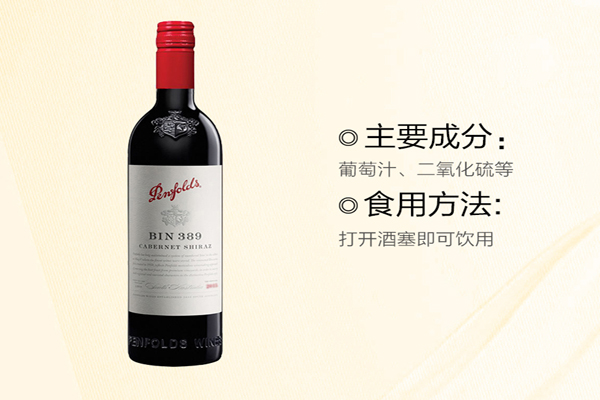 Penfolds
BIN 389
CABERNET SHIRAZ
PENFOLDS WINES
◎ 主要成分：
葡萄汁、二氧化硫等
◎ 食用方法:
打开酒塞即可饮用